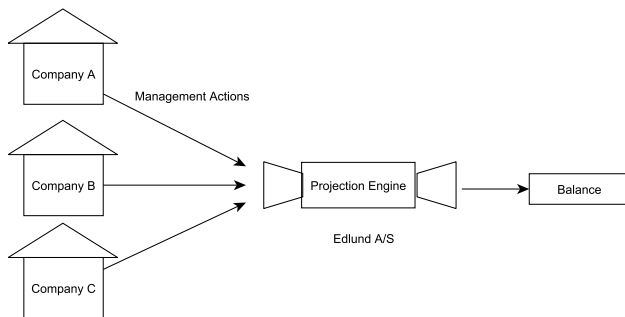 Company A
Management Actions
Company B
Projection Engine
Balance
Edlund A/S
Company C